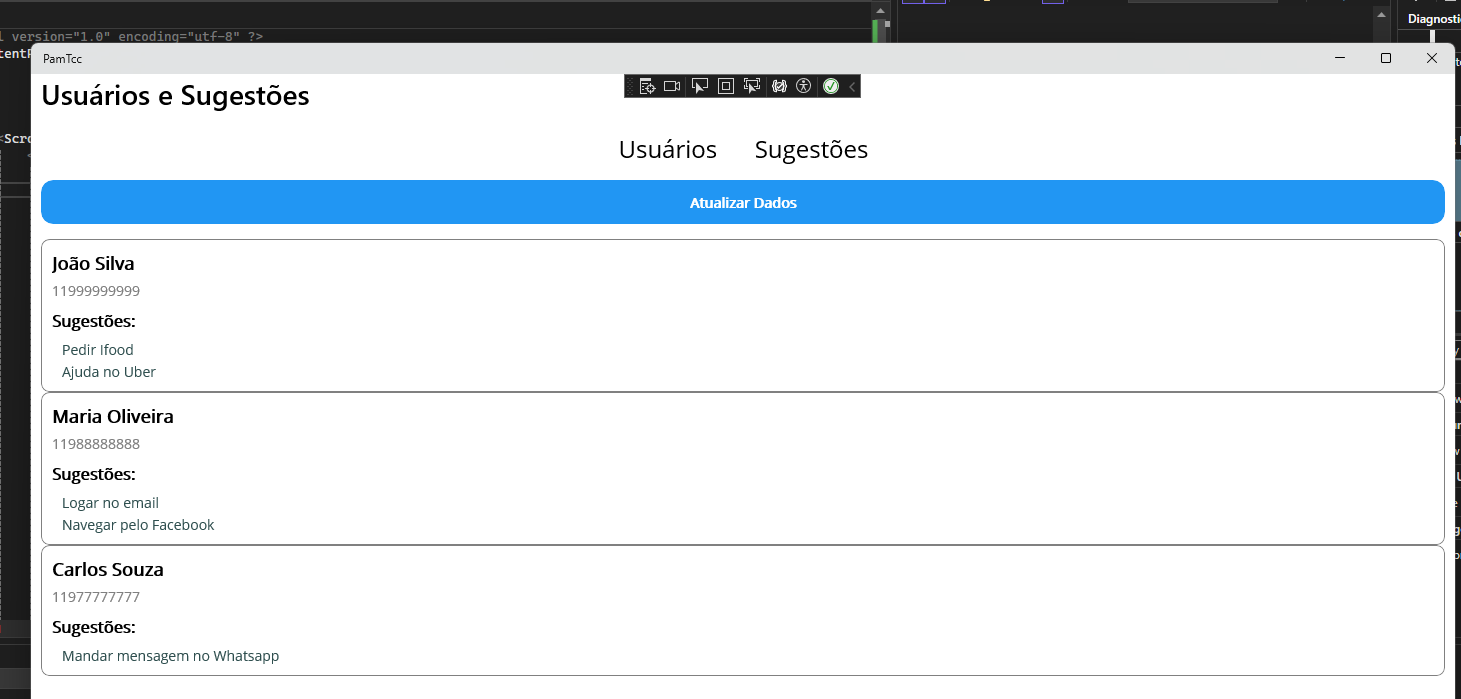 version="1.0" encoding="utf-8" ?>
Diagnosti
tentF
PamTcc
Usuários e Sugestões
<Scro
Usuários Sugestões
Atualizar Dados
João Silva
11999999999
Sugestões:
Pedir Ifood
Ajuda no Uber
Maria Oliveira
11988888888
Sugestões:
Logar no email
Navegar pelo Facebook
Carlos Souza
11977777777
Sugestões:
Mandar mensagem no Whatsapp